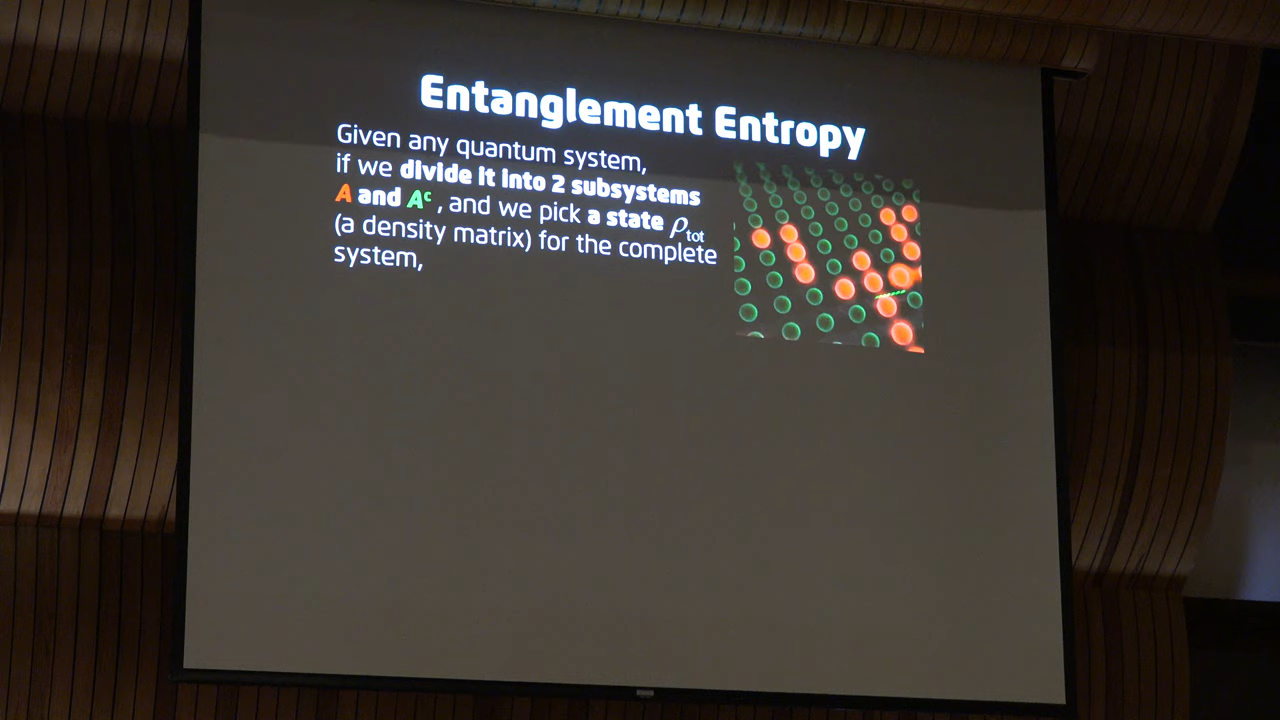 Entanglement Entropy
Given any quantum system,
if we divide it into 2 subsystems
A and Aᶜ , and we pick a state ρtot
(a density matrix) for the complete
system,